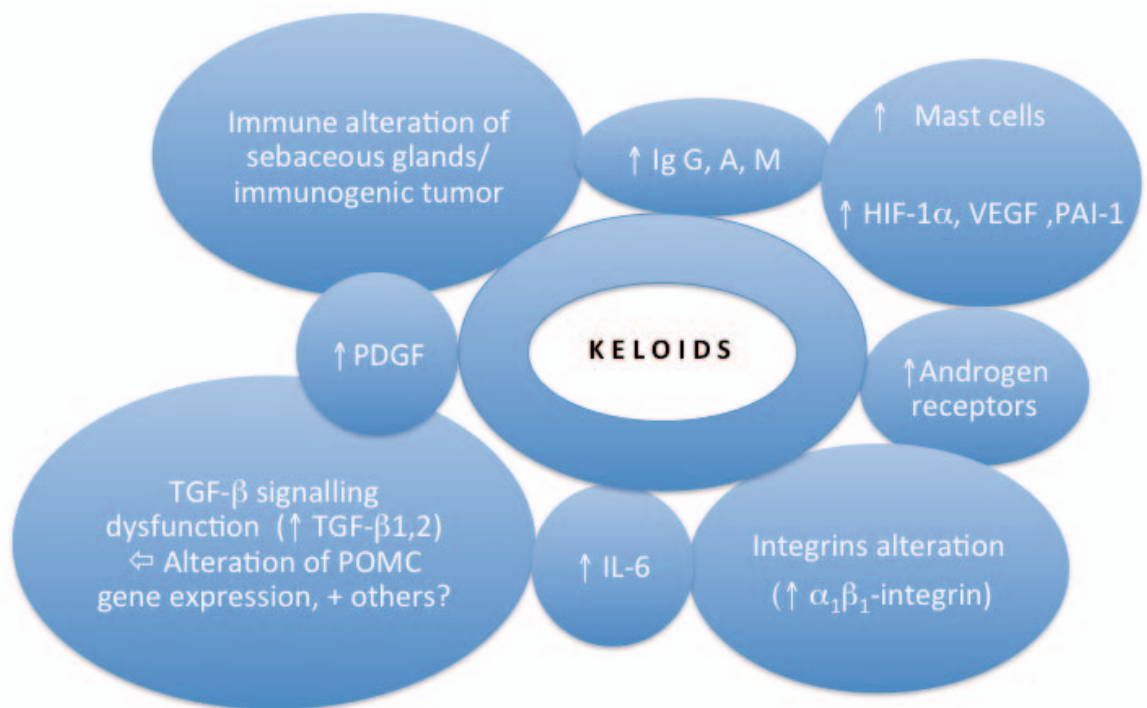 Immune alteration of
sebaceous glands/
immunogenic tumor
↑ Ig G, A, M
↑ Mast cells
↑ HIF-1α, VEGF ,PAI-1
↑ PDGF
KELOIDS
↑Androgen
receptors
TGF-β signalling
dysfunction (↑ TGF-β1,2)
⇦ Alteration of POMC
gene expression, + others?
↑ IL-6
Integrins alteration
(↑ α₁β₁-integrin)